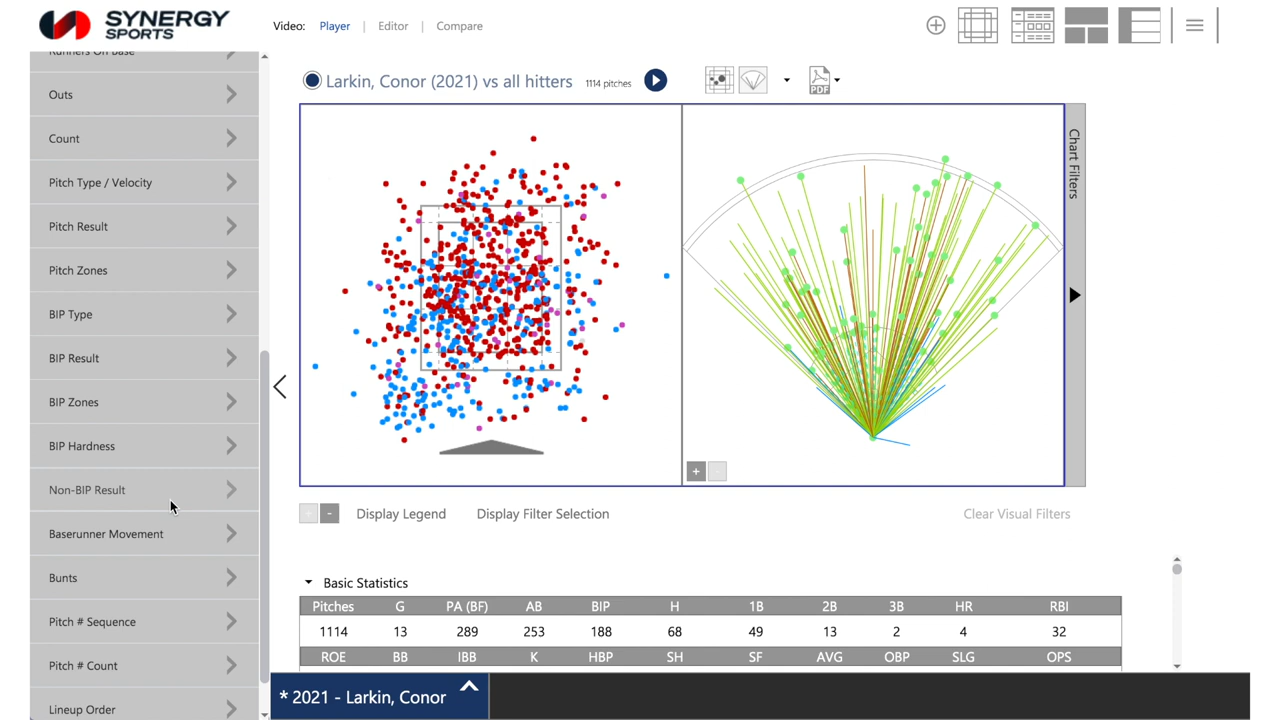 SYNERGY
SPORTS
Video: Player | Editor | Compare
Runners On Base
Outs
Count
Pitch Type / Velocity
Pitch Result
Pitch Zones
BIP Type
BIP Result
BIP Zones
BIP Hardness
Non-BIP Result
Baserunner Movement
Bunts
Pitch # Sequence
Pitch # Count
Lineup Order
Larkin, Conor (2021) vs all hitters 1114 pitches
PDF
Chart Filters
+ -
- Display Legend Display Filter Selection Clear Visual Filters
Basic Statistics
Pitches G PA (BF) AB BIP H 1B 2B 3B HR RBI
1114 13 289 253 188 68 49 13 2 4 32
ROE BB IBB K HBP SH SF AVG OBP SLG OPS
* 2021 - Larkin, Conor